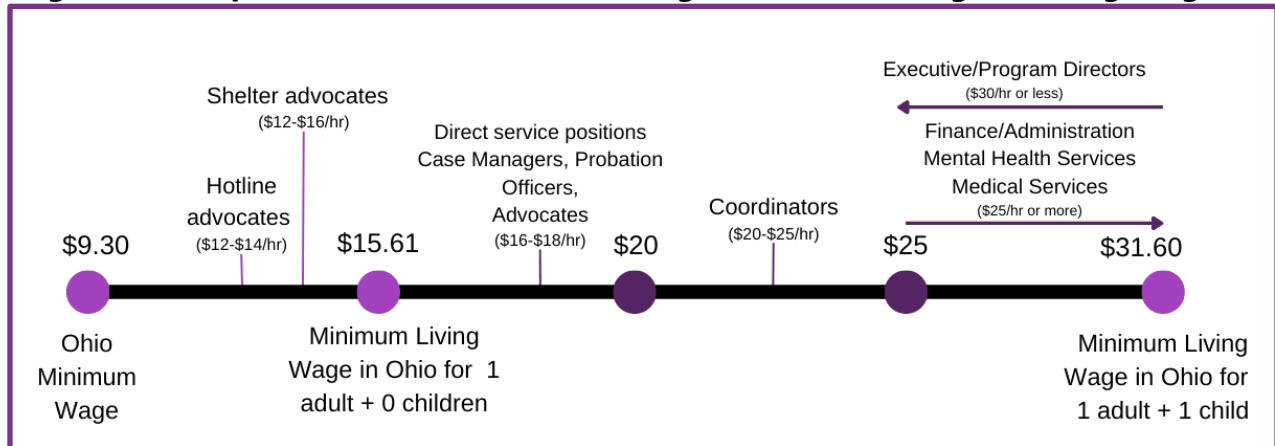 Executive/Program Directors
($30/hr or less)
Shelter advocates
($12-$16/hr)
Direct service positions
Case Managers, Probation
Officers,
Advocates
($16-$18/hr)
Finance/Administration
Mental Health Services
Medical Services
($25/hr or more)
Hotline
advocates
($12-$14/hr)
Coordinators
($20-$25/hr)
$9.30
$15.61
$20
$25
$31.60
Ohio
Minimum
Wage
Minimum Living
Wage in Ohio for 1
adult + 0 children
Minimum Living
Wage in Ohio for
1 adult + 1 child